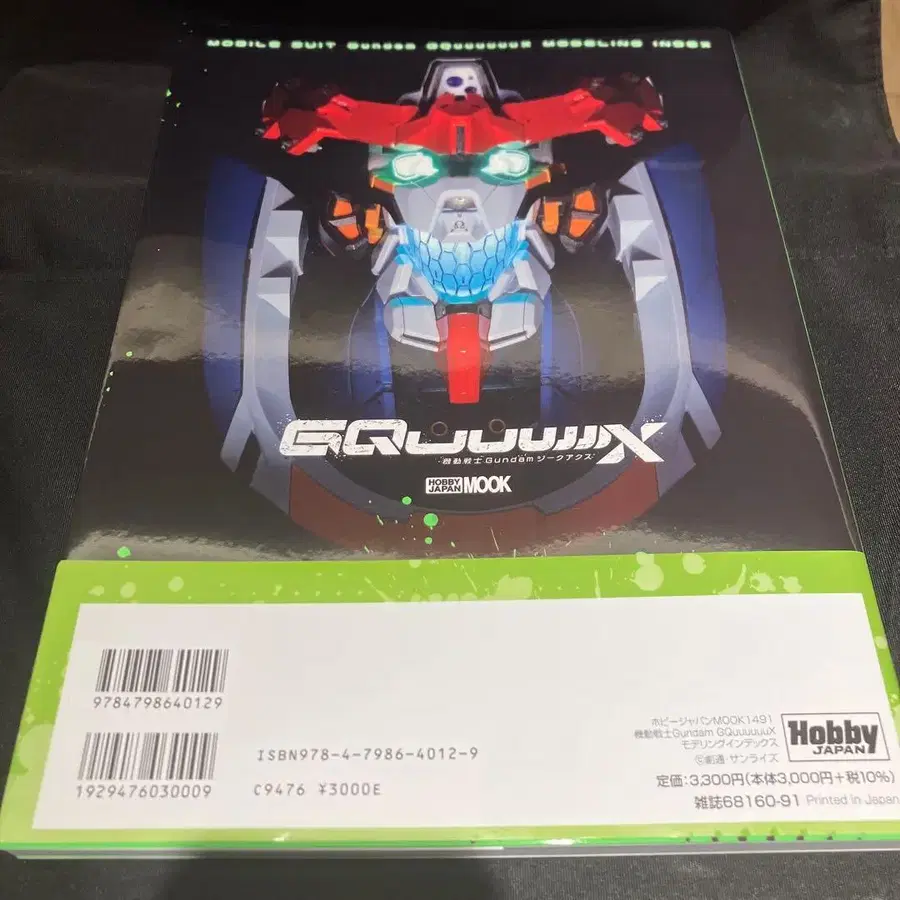 MOBILE SUIT Gundam GQuuuuuuX MODELING INDEX
GQuuuuuuX
機動戦士Gundam ジークアクス
HOBBY JAPAN MOOK
9784798640129
1929476030009
ISBN978-4-7986-4012-9
C9476 ¥3000E
ホビージャパンMOOK1491
機動戦士Gundam GQuuuuuuX
モデリングインデックス
©創通・サンライズ
Hobby
JAPAN
定価:3,300円(本体3,000円+税10%)
雑誌68160-91 Printed in Japan